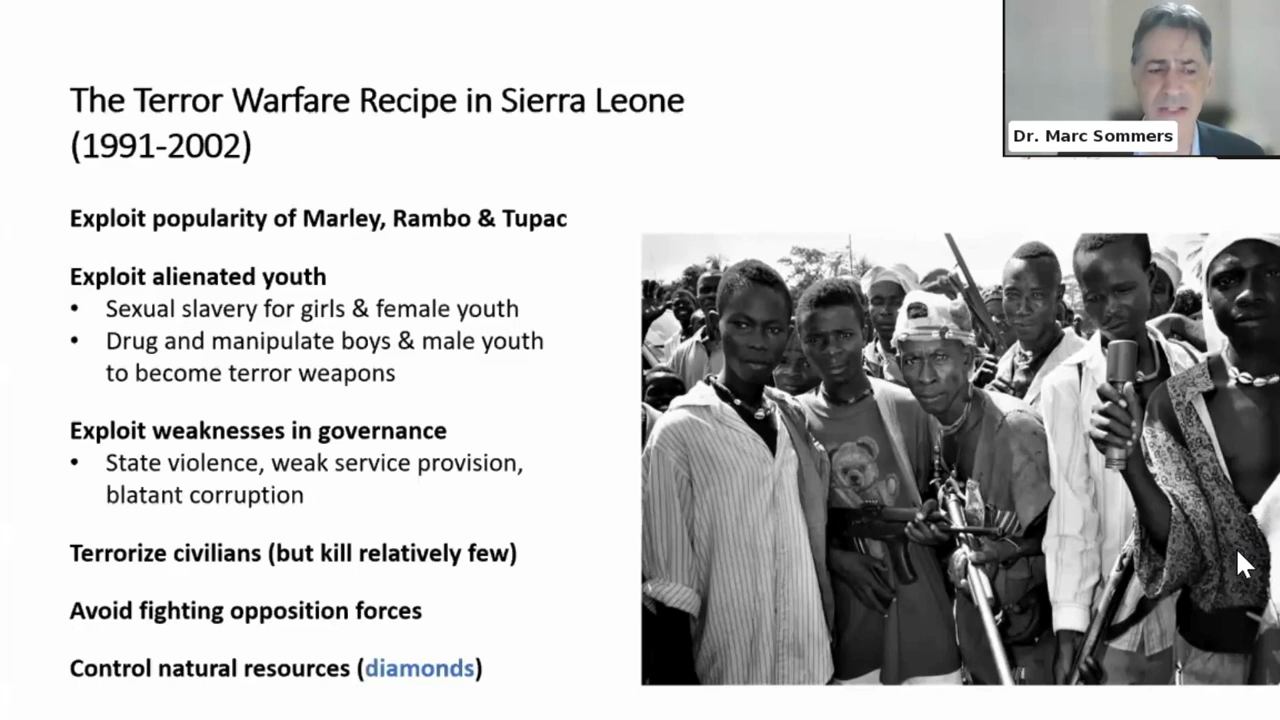 The Terror Warfare Recipe in Sierra Leone
(1991-2002)
Dr. Marc Sommers
Exploit popularity of Marley, Rambo & Tupac
Exploit alienated youth
• Sexual slavery for girls & female youth
• Drug and manipulate boys & male youth
to become terror weapons
Exploit weaknesses in governance
• State violence, weak service provision,
blatant corruption
Terrorize civilians (but kill relatively few)
Avoid fighting opposition forces
Control natural resources (diamonds)